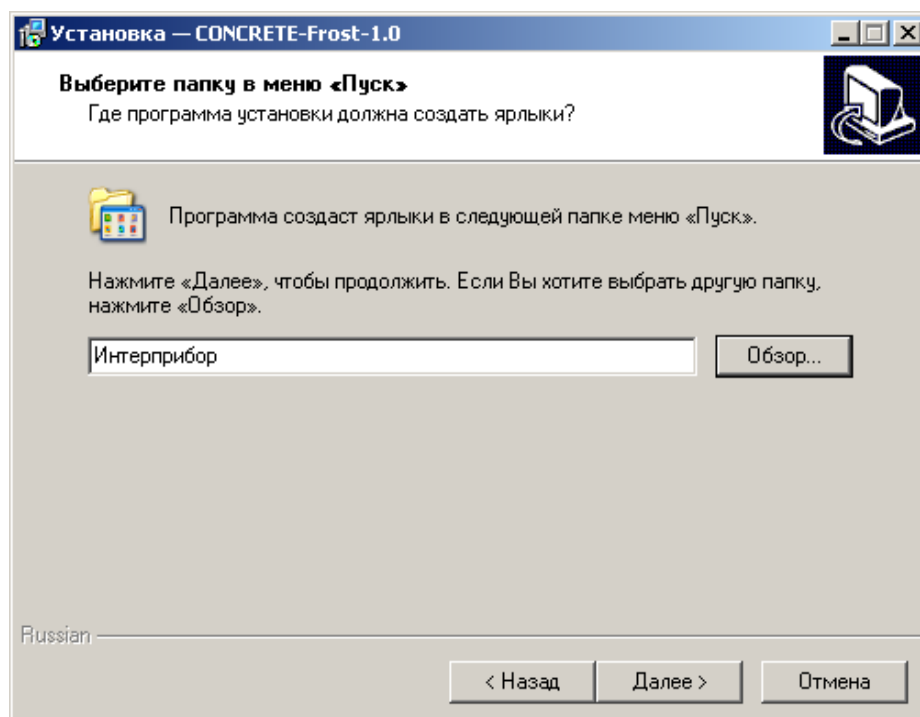 Установка — CONCRETE-Frost-1.0
Выберите папку в меню «Пуск»
Где программа установки должна создать ярлыки?
Программа создаст ярлыки в следующей папке меню «Пуск».
Нажмите «Далее», чтобы продолжить. Если Вы хотите выбрать другую папку,
нажмите «Обзор».
Интерприбор
Обзор...
Russian
< Назад
Далее >
Отмена